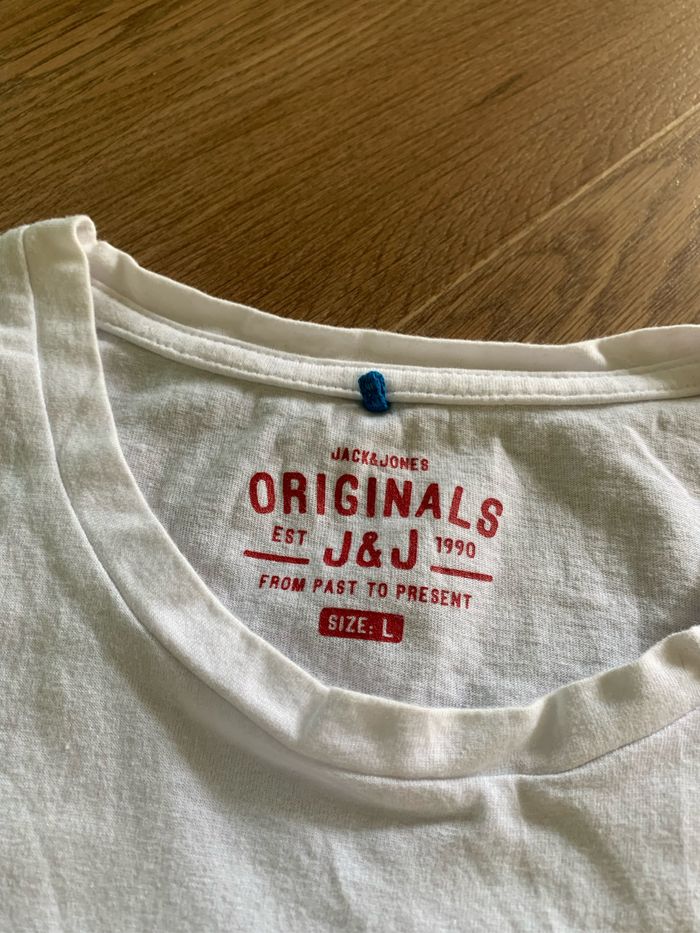 JACK&JONES
ORIGINALS
EST J&J 1990
FROM PAST TO PRESENT
SIZE: L